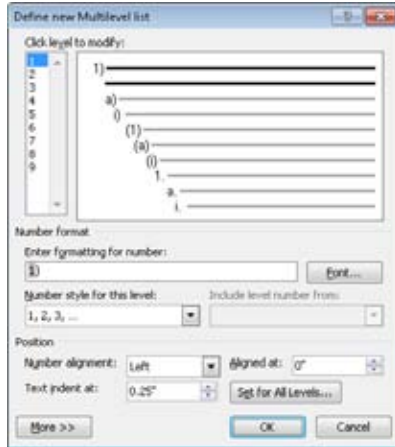 Define new Multilevel list
Click level to modify:
1
2
3
4
5
6
7
8
9
1)
a)
i)
(1)
(a)
(i)
1.
a.
i.
Number format
Enter formatting for number:
1)
Font...
Number style for this level:
Include level number from:
1, 2, 3, ...
Position
Number alignment:
Left
Aligned at:
0"
Text indent at:
0.25"
Set for All Levels...
More >>
OK
Cancel